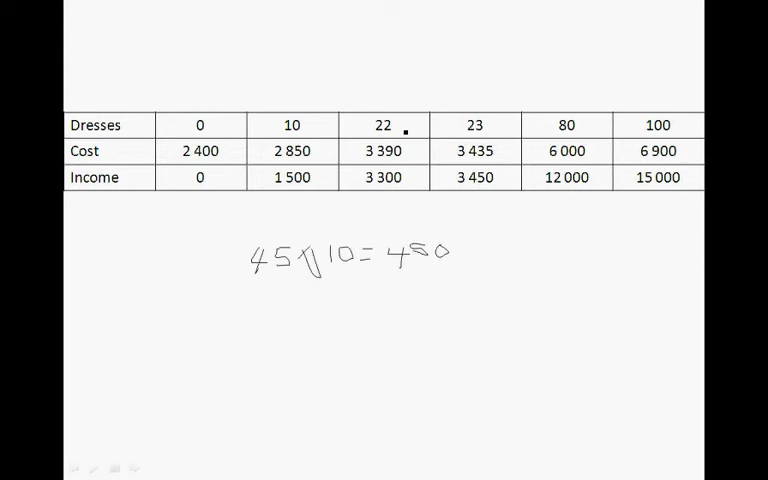 Dresses 0 10 22 23 80 100
Cost 2 400 2 850 3 390 3 435 6 000 6 900
Income 0 1 500 3 300 3 450 12 000 15 000
45 x 10 = 450